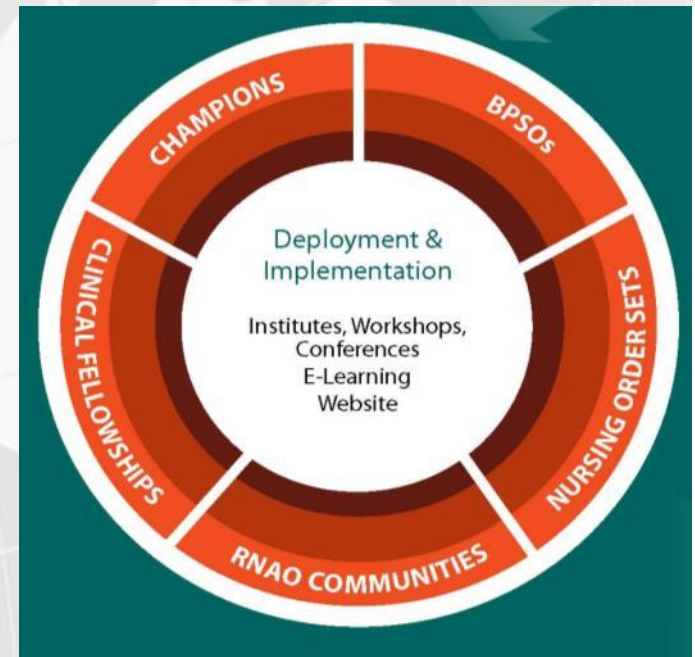 CHAMPIONS
BPSOs
NURSING ORDER SETS
RNAO COMMUNITIES
CLINICAL FELLOWSHIPS
Deployment &
Implementation
Institutes, Workshops,
Conferences
E-Learning
Website